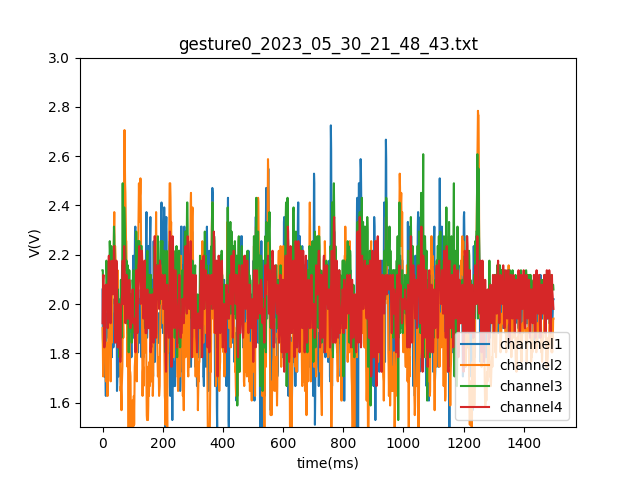 gesture0_2023_05_30_21_48_43.txt
3.0
2.8
2.6
2.4
2.2
2.0
1.8
1.6
V(V)
channel1
channel2
channel3
channel4
0 200 400 600 800 1000 1200 1400
time(ms)